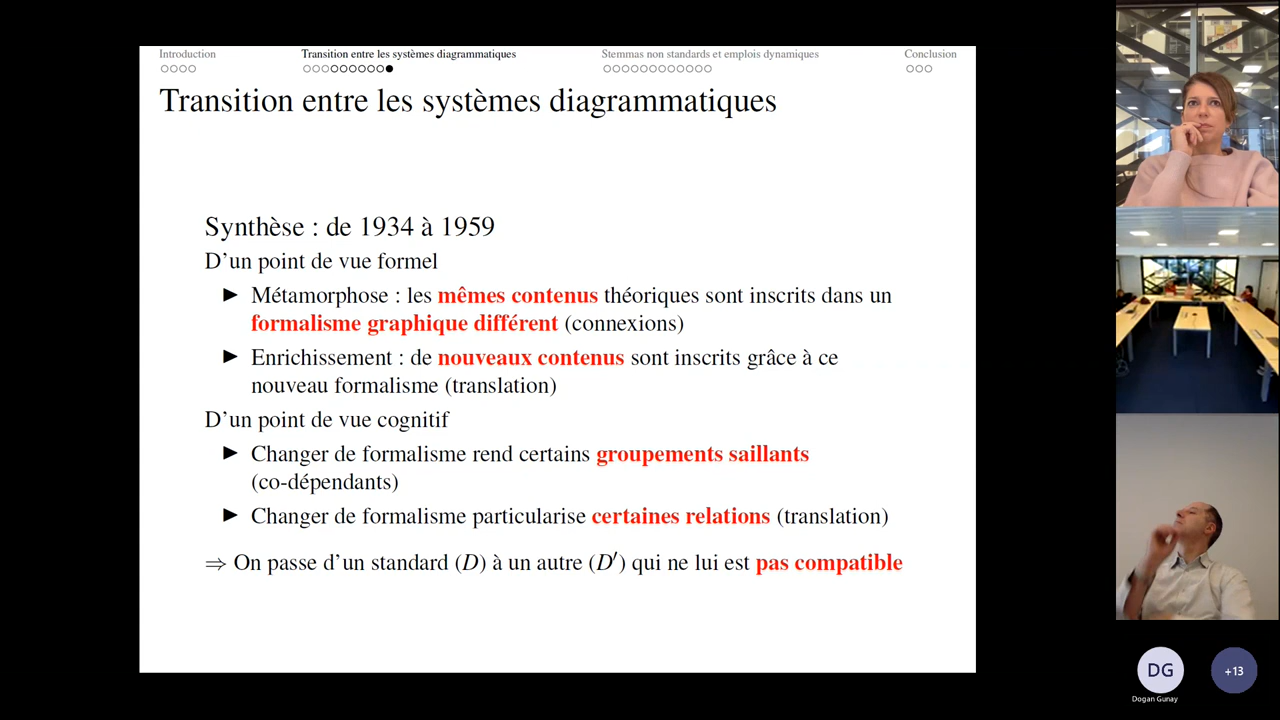 Introduction
Transition entre les systèmes diagrammatiques
Stemmas non standards et emplois dynamiques
Conclusion
Transition entre les systèmes diagrammatiques
Synthèse : de 1934 à 1959
D'un point de vue formel
Métamorphose : les mêmes contenus théoriques sont inscrits dans un
formalisme graphique différent (connexions)
Enrichissement : de nouveaux contenus sont inscrits grâce à ce
nouveau formalisme (translation)
D'un point de vue cognitif
Changer de formalisme rend certains groupements saillants
(co-dépendants)
Changer de formalisme particularise certaines relations (translation)
⇒ On passe d'un standard (D) à un autre (D′) qui ne lui est pas compatible
DG
+13
Dogan Gunay